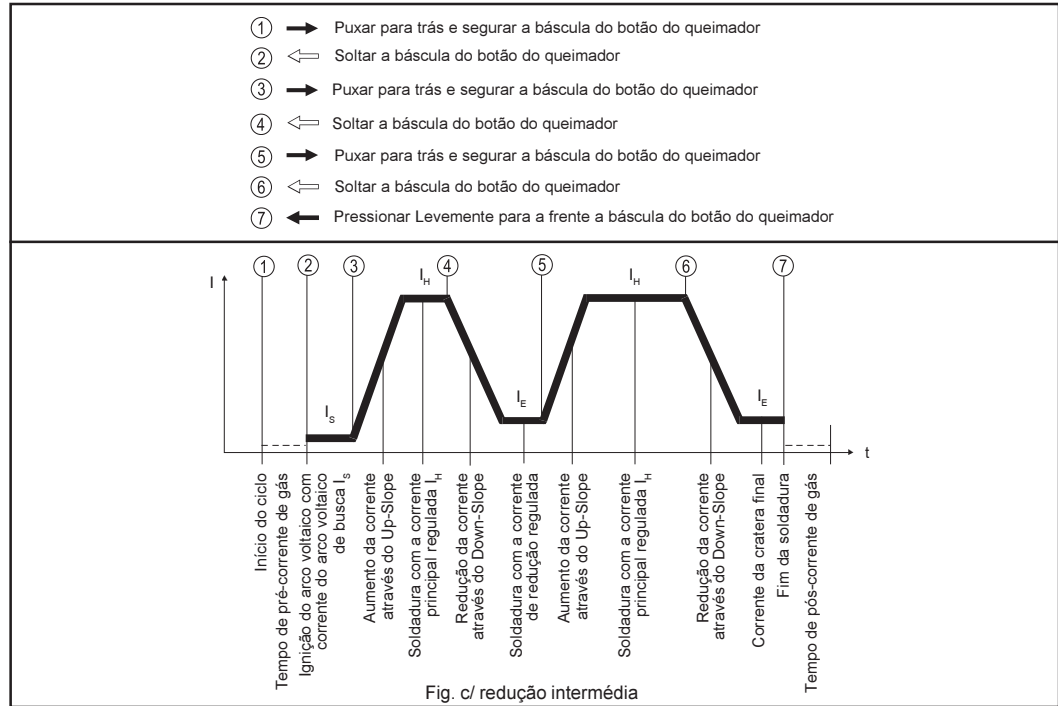 1 Puxar para trás e segurar a báscula do botão do queimador
2 Soltar a báscula do botão do queimador
3 Puxar para trás e segurar a báscula do botão do queimador
4 Soltar a báscula do botão do queimador
5 Puxar para trás e segurar a báscula do botão do queimador
6 Soltar a báscula do botão do queimador
7 Pressionar Levemente para a frente a báscula do botão do queimador
1 2 3 I_H 4 5 I_H 6 7
I
I_S
I_E
I_E
t
Início do ciclo
Tempo de pré-corrente de gás
Ignição do arco voltaico com
corrente do arco voltaico
de busca I_S
Aumento da corrente
através do Up-Slope
Soldadura com a corrente
principal regulada I_H
Redução da corrente
através do Down-Slope
Soldadura com a corrente
de redução regulada
Aumento da corrente
através do Up-Slope
Soldadura com a corrente
principal regulada I_H
Redução da corrente
através do Down-Slope
Corrente da cratera final
Fim da soldadura
Tempo de pós-corrente de gás
Fig. c/ redução intermédia